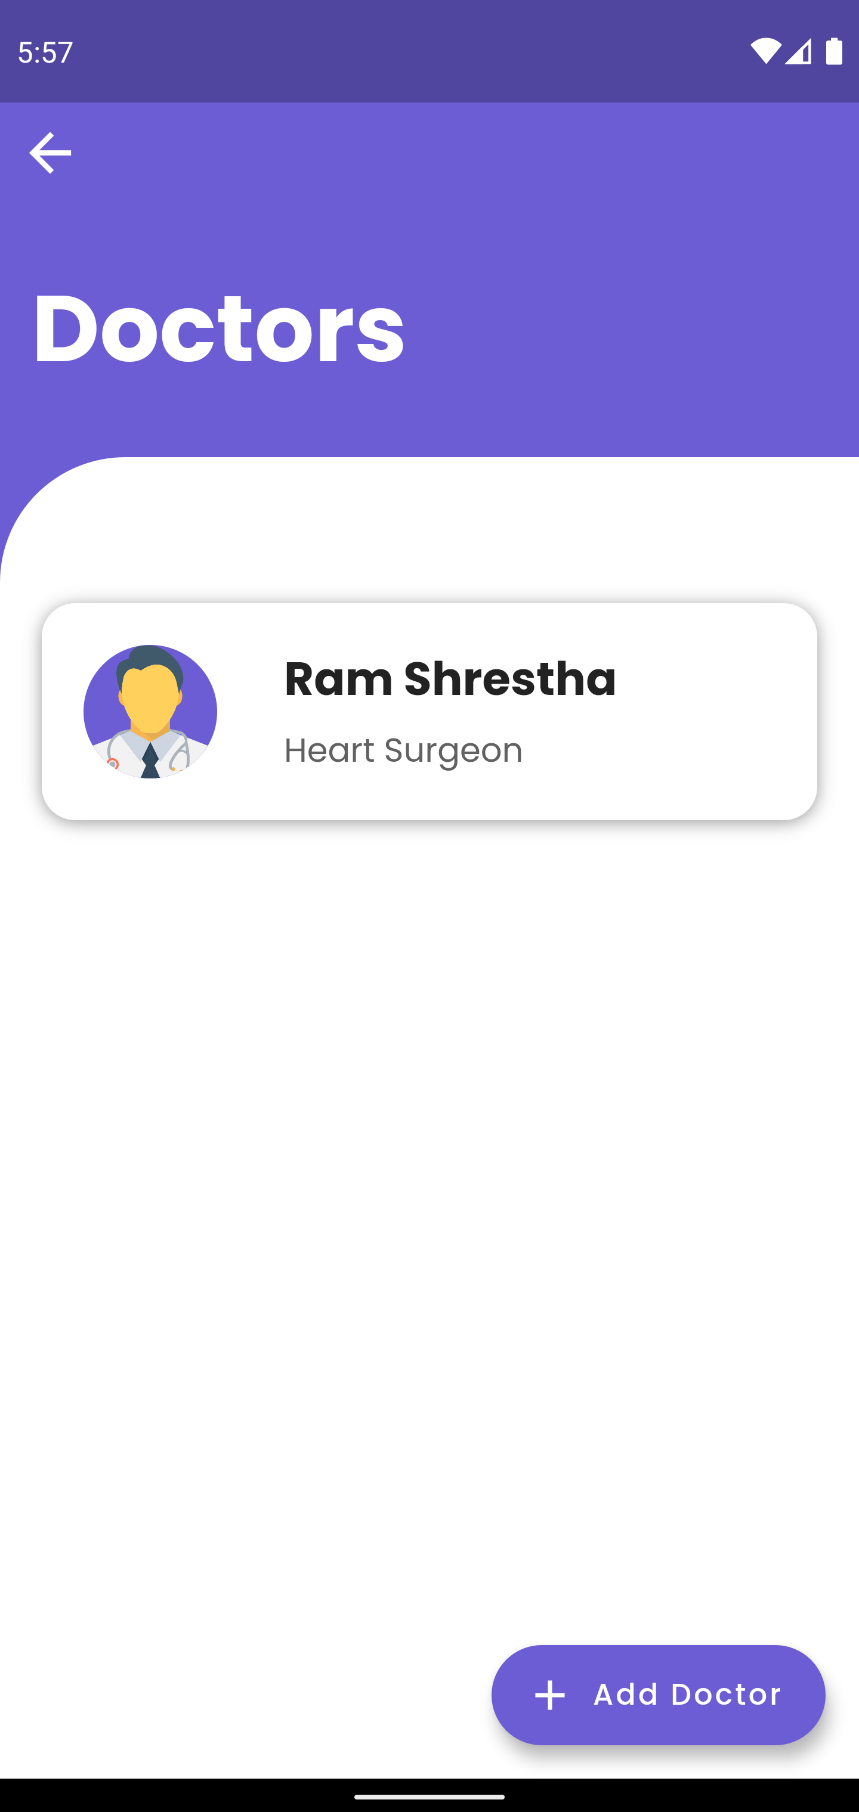 5:57
Doctors
Ram Shrestha
Heart Surgeon
Add Doctor